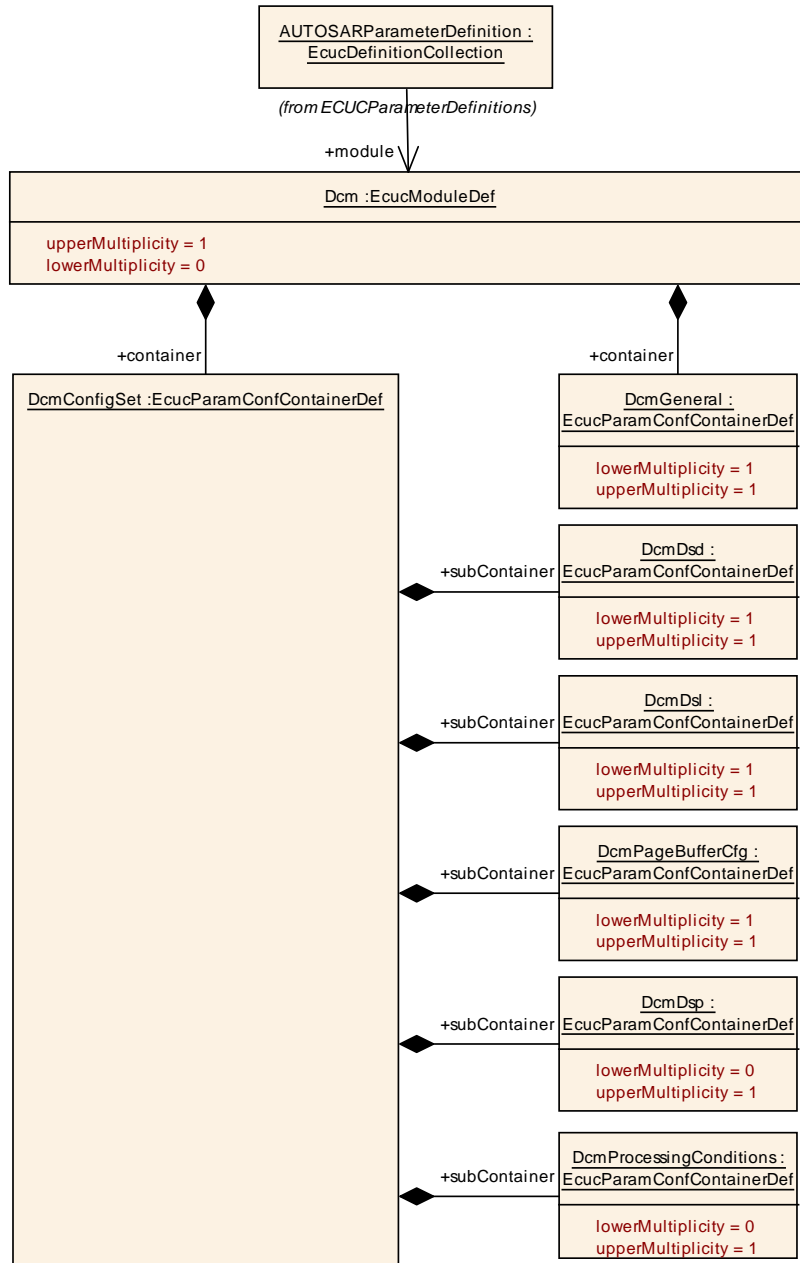 AUTOSARParameterDefinition :
EcucDefinitionCollection
(from ECUCParameterDefinitions)
+module
Dcm :EcucModuleDef
upperMultiplicity = 1
lowerMultiplicity = 0
+container
+container
DcmConfigSet :EcucParamConfContainerDef
DcmGeneral :
EcucParamConfContainerDef
lowerMultiplicity = 1
upperMultiplicity = 1
+subContainer
DcmDsd :
EcucParamConfContainerDef
lowerMultiplicity = 1
upperMultiplicity = 1
+subContainer
DcmDsl :
EcucParamConfContainerDef
lowerMultiplicity = 1
upperMultiplicity = 1
+subContainer
DcmPageBufferCfg :
EcucParamConfContainerDef
lowerMultiplicity = 1
upperMultiplicity = 1
+subContainer
DcmDsp :
EcucParamConfContainerDef
lowerMultiplicity = 0
upperMultiplicity = 1
+subContainer
DcmProcessingConditions :
EcucParamConfContainerDef
lowerMultiplicity = 0
upperMultiplicity = 1